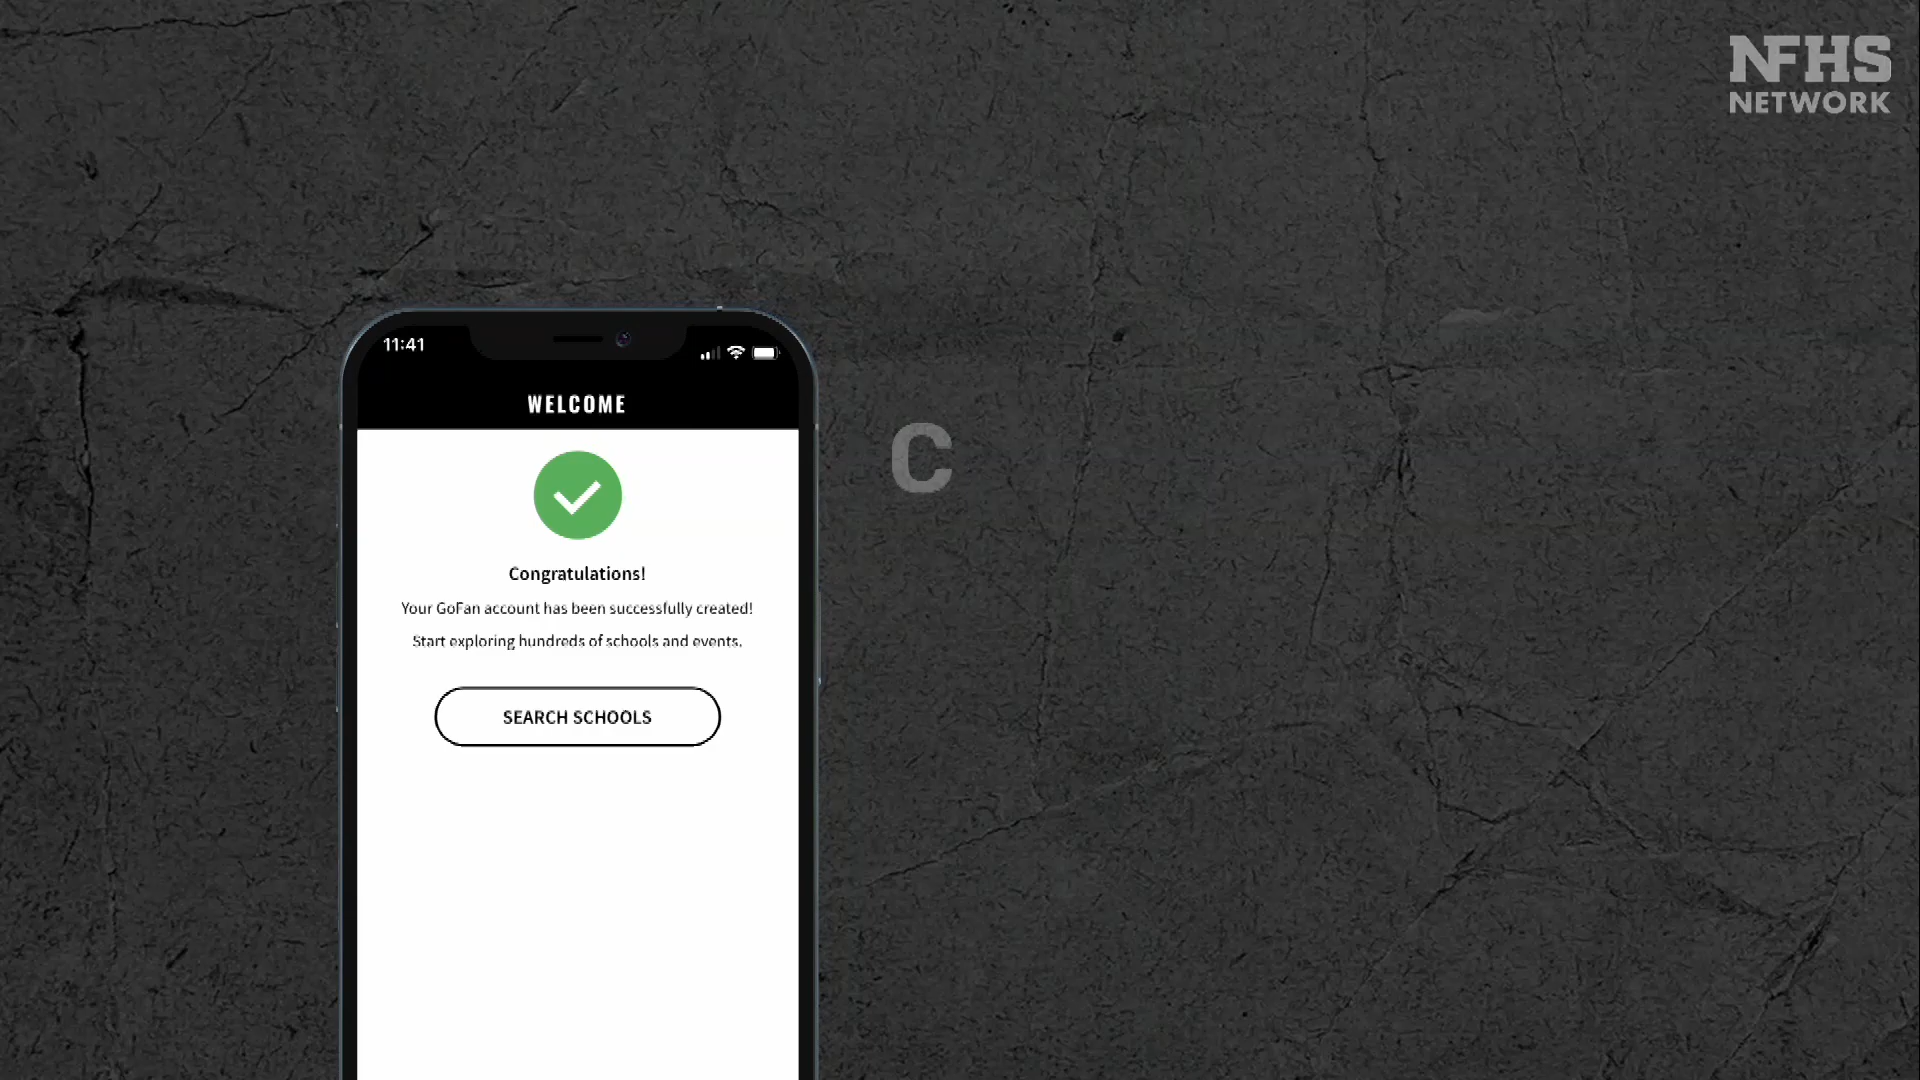 NFHS
NETWORK
11:41
WELCOME
C
Congratulations!
Your GoFan account has been successfully created!
Start exploring hundreds of schools and events.
SEARCH SCHOOLS